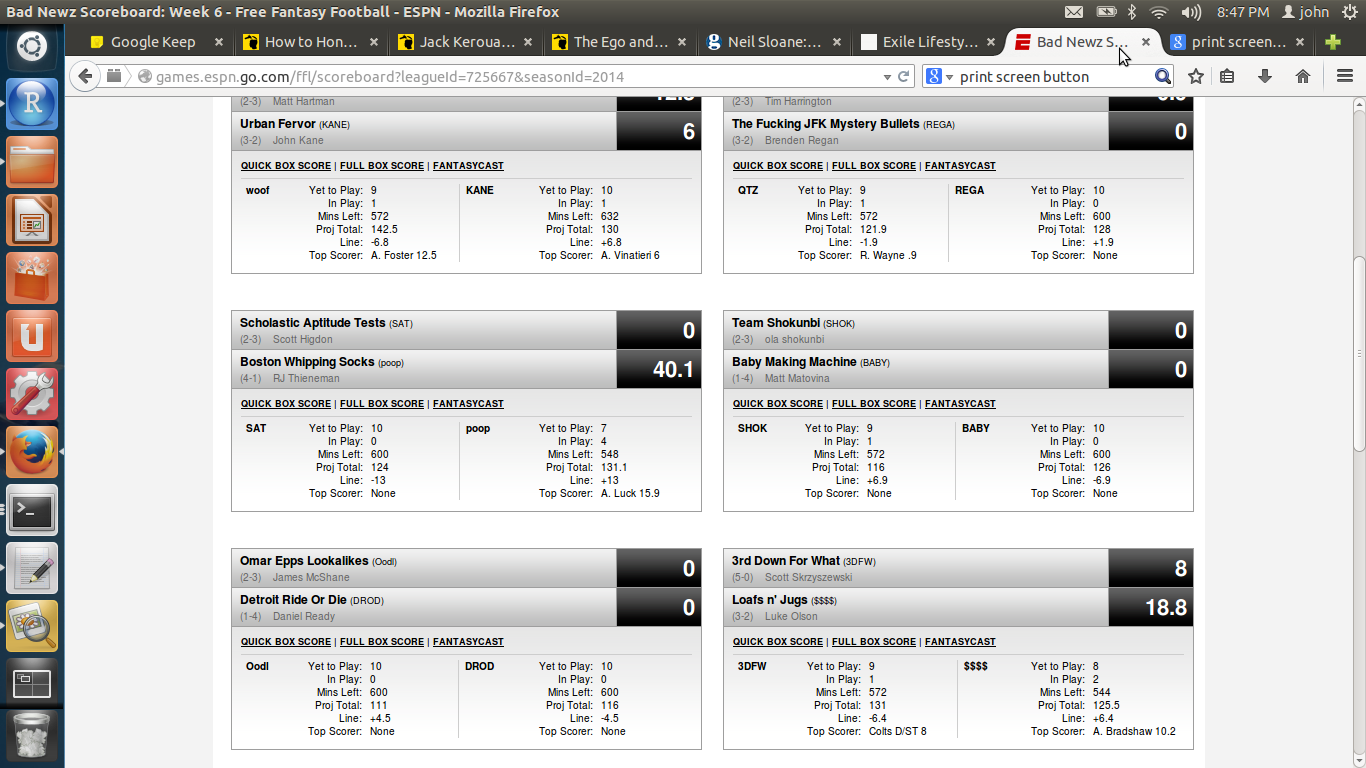 Bad Newz Scoreboard: Week 6 - Free Fantasy Football - ESPN - Mozilla Firefox
8:47 PM john
Google Keep
How to Hon...
Jack Keroua...
The Ego and...
Neil Sloane:...
Exile Lifesty...
Bad Newz S...
print screen...
games.espn.go.com/ffl/scoreboard?leagueId=725667&seasonId=2014
print screen button
(2-3) Matt Hartman
Urban Fervor (KANE) 6
(3-2) John Kane
QUICK BOX SCORE | FULL BOX SCORE | FANTASYCAST
woof Yet to Play: 9 KANE Yet to Play: 10
In Play: 1 In Play: 1
Mins Left: 572 Mins Left: 632
Proj Total: 142.5 Proj Total: 130
Line: -6.8 Line: +6.8
Top Scorer: A. Foster 12.5 Top Scorer: A. Vinatieri 6
(2-3) Tim Harrington
The Fucking JFK Mystery Bullets (REGA) 0
(3-2) Brenden Regan
QUICK BOX SCORE | FULL BOX SCORE | FANTASYCAST
QTZ Yet to Play: 9 REGA Yet to Play: 10
In Play: 1 In Play: 0
Mins Left: 572 Mins Left: 600
Proj Total: 121.9 Proj Total: 128
Line: -1.9 Line: +1.9
Top Scorer: R. Wayne .9 Top Scorer: None
Scholastic Aptitude Tests (SAT) 0
(2-3) Scott Higdon
Boston Whipping Socks (poop) 40.1
(4-1) RJ Thieneman
QUICK BOX SCORE | FULL BOX SCORE | FANTASYCAST
SAT Yet to Play: 10 poop Yet to Play: 7
In Play: 0 In Play: 4
Mins Left: 600 Mins Left: 548
Proj Total: 124 Proj Total: 131.1
Line: -13 Line: +13
Top Scorer: None Top Scorer: A. Luck 15.9
Team Shokunbi (SHOK) 0
(2-3) ola shokunbi
Baby Making Machine (BABY) 0
(1-4) Matt Matovina
QUICK BOX SCORE | FULL BOX SCORE | FANTASYCAST
SHOK Yet to Play: 9 BABY Yet to Play: 10
In Play: 1 In Play: 0
Mins Left: 572 Mins Left: 600
Proj Total: 116 Proj Total: 126
Line: +6.9 Line: -6.9
Top Scorer: None Top Scorer: None
Omar Epps Lookalikes (Oodl) 0
(2-3) James McShane
Detroit Ride Or Die (DROD) 0
(1-4) Daniel Ready
QUICK BOX SCORE | FULL BOX SCORE | FANTASYCAST
Oodl Yet to Play: 10 DROD Yet to Play: 10
In Play: 0 In Play: 0
Mins Left: 600 Mins Left: 600
Proj Total: 111 Proj Total: 116
Line: +4.5 Line: -4.5
Top Scorer: None Top Scorer: None
3rd Down For What (3DFW) 8
(5-0) Scott Skrzyszewski
Loafs n' Jugs ($$$$) 18.8
(3-2) Luke Olson
QUICK BOX SCORE | FULL BOX SCORE | FANTASYCAST
3DFW Yet to Play: 9 $$$$ Yet to Play: 8
In Play: 1 In Play: 2
Mins Left: 572 Mins Left: 544
Proj Total: 131 Proj Total: 125.5
Line: -6.4 Line: +6.4
Top Scorer: Colts D/ST 8 Top Scorer: A. Bradshaw 10.2